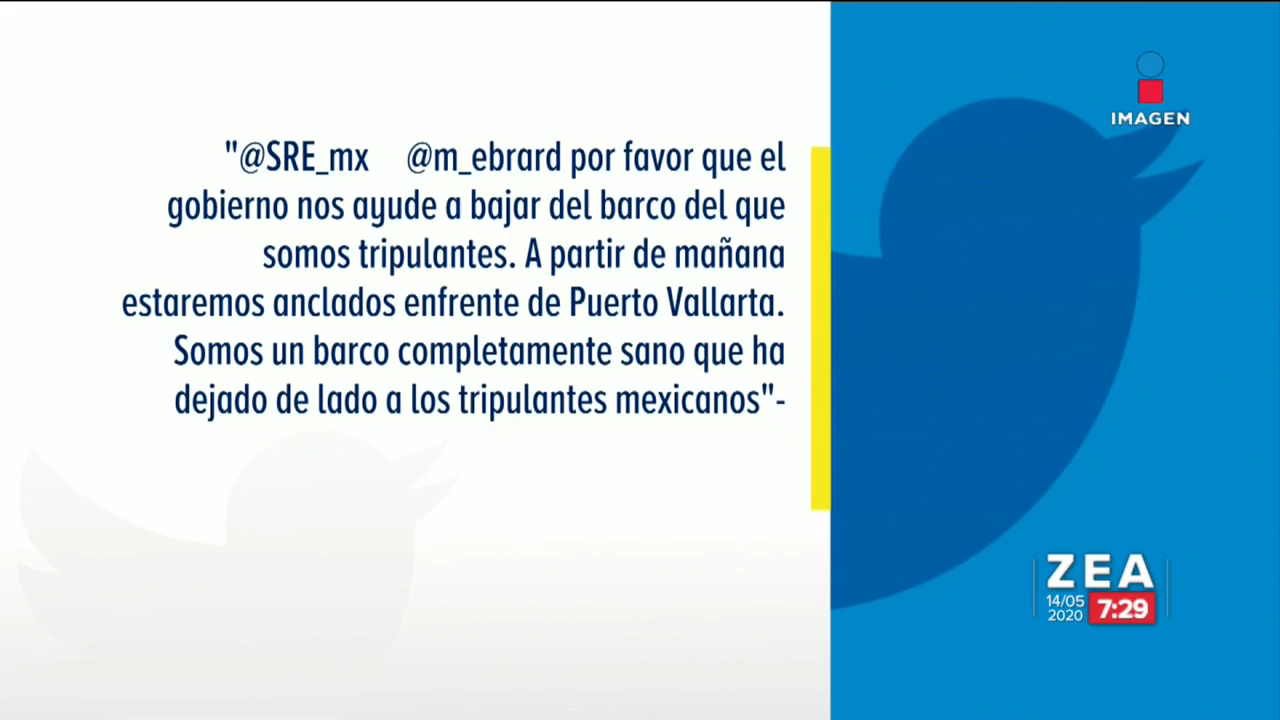 "@SRE_mx @m_ebrard por favor que el
gobierno nos ayude a bajar del barco del que
somos tripulantes. A partir de mañana
estaremos anclados enfrente de Puerto Vallarta.
Somos un barco completamente sano que ha
dejado de lado a los tripulantes mexicanos"-
IMAGEN
ZEA
14/05
2020
7:29